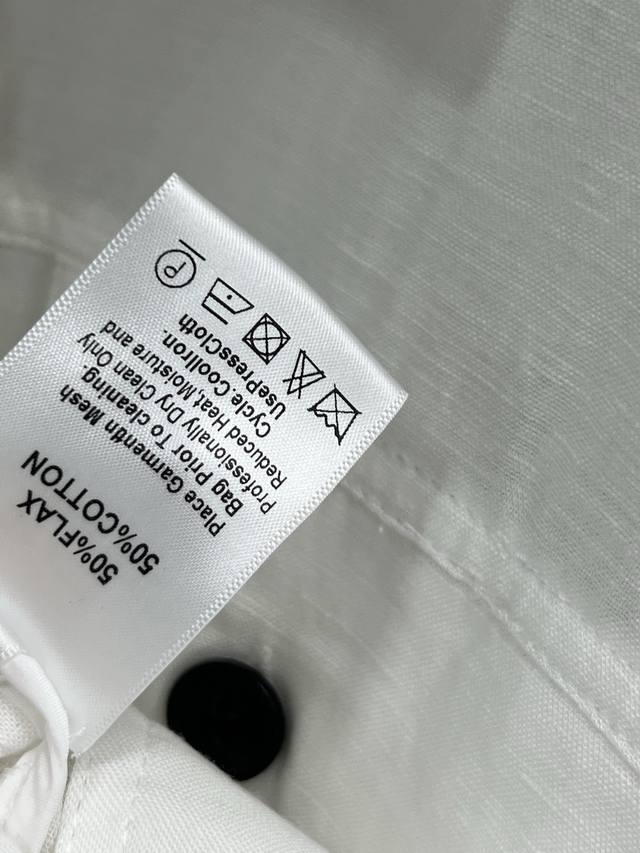 50%FLAX
50%COTTON
Place Garmentin Mesh
Bag Prior To cleaning.
Professionally Dry Clean Only
Reduced Heat,Moisture and
Cycle.CoolIron.
UsePressCloth
P